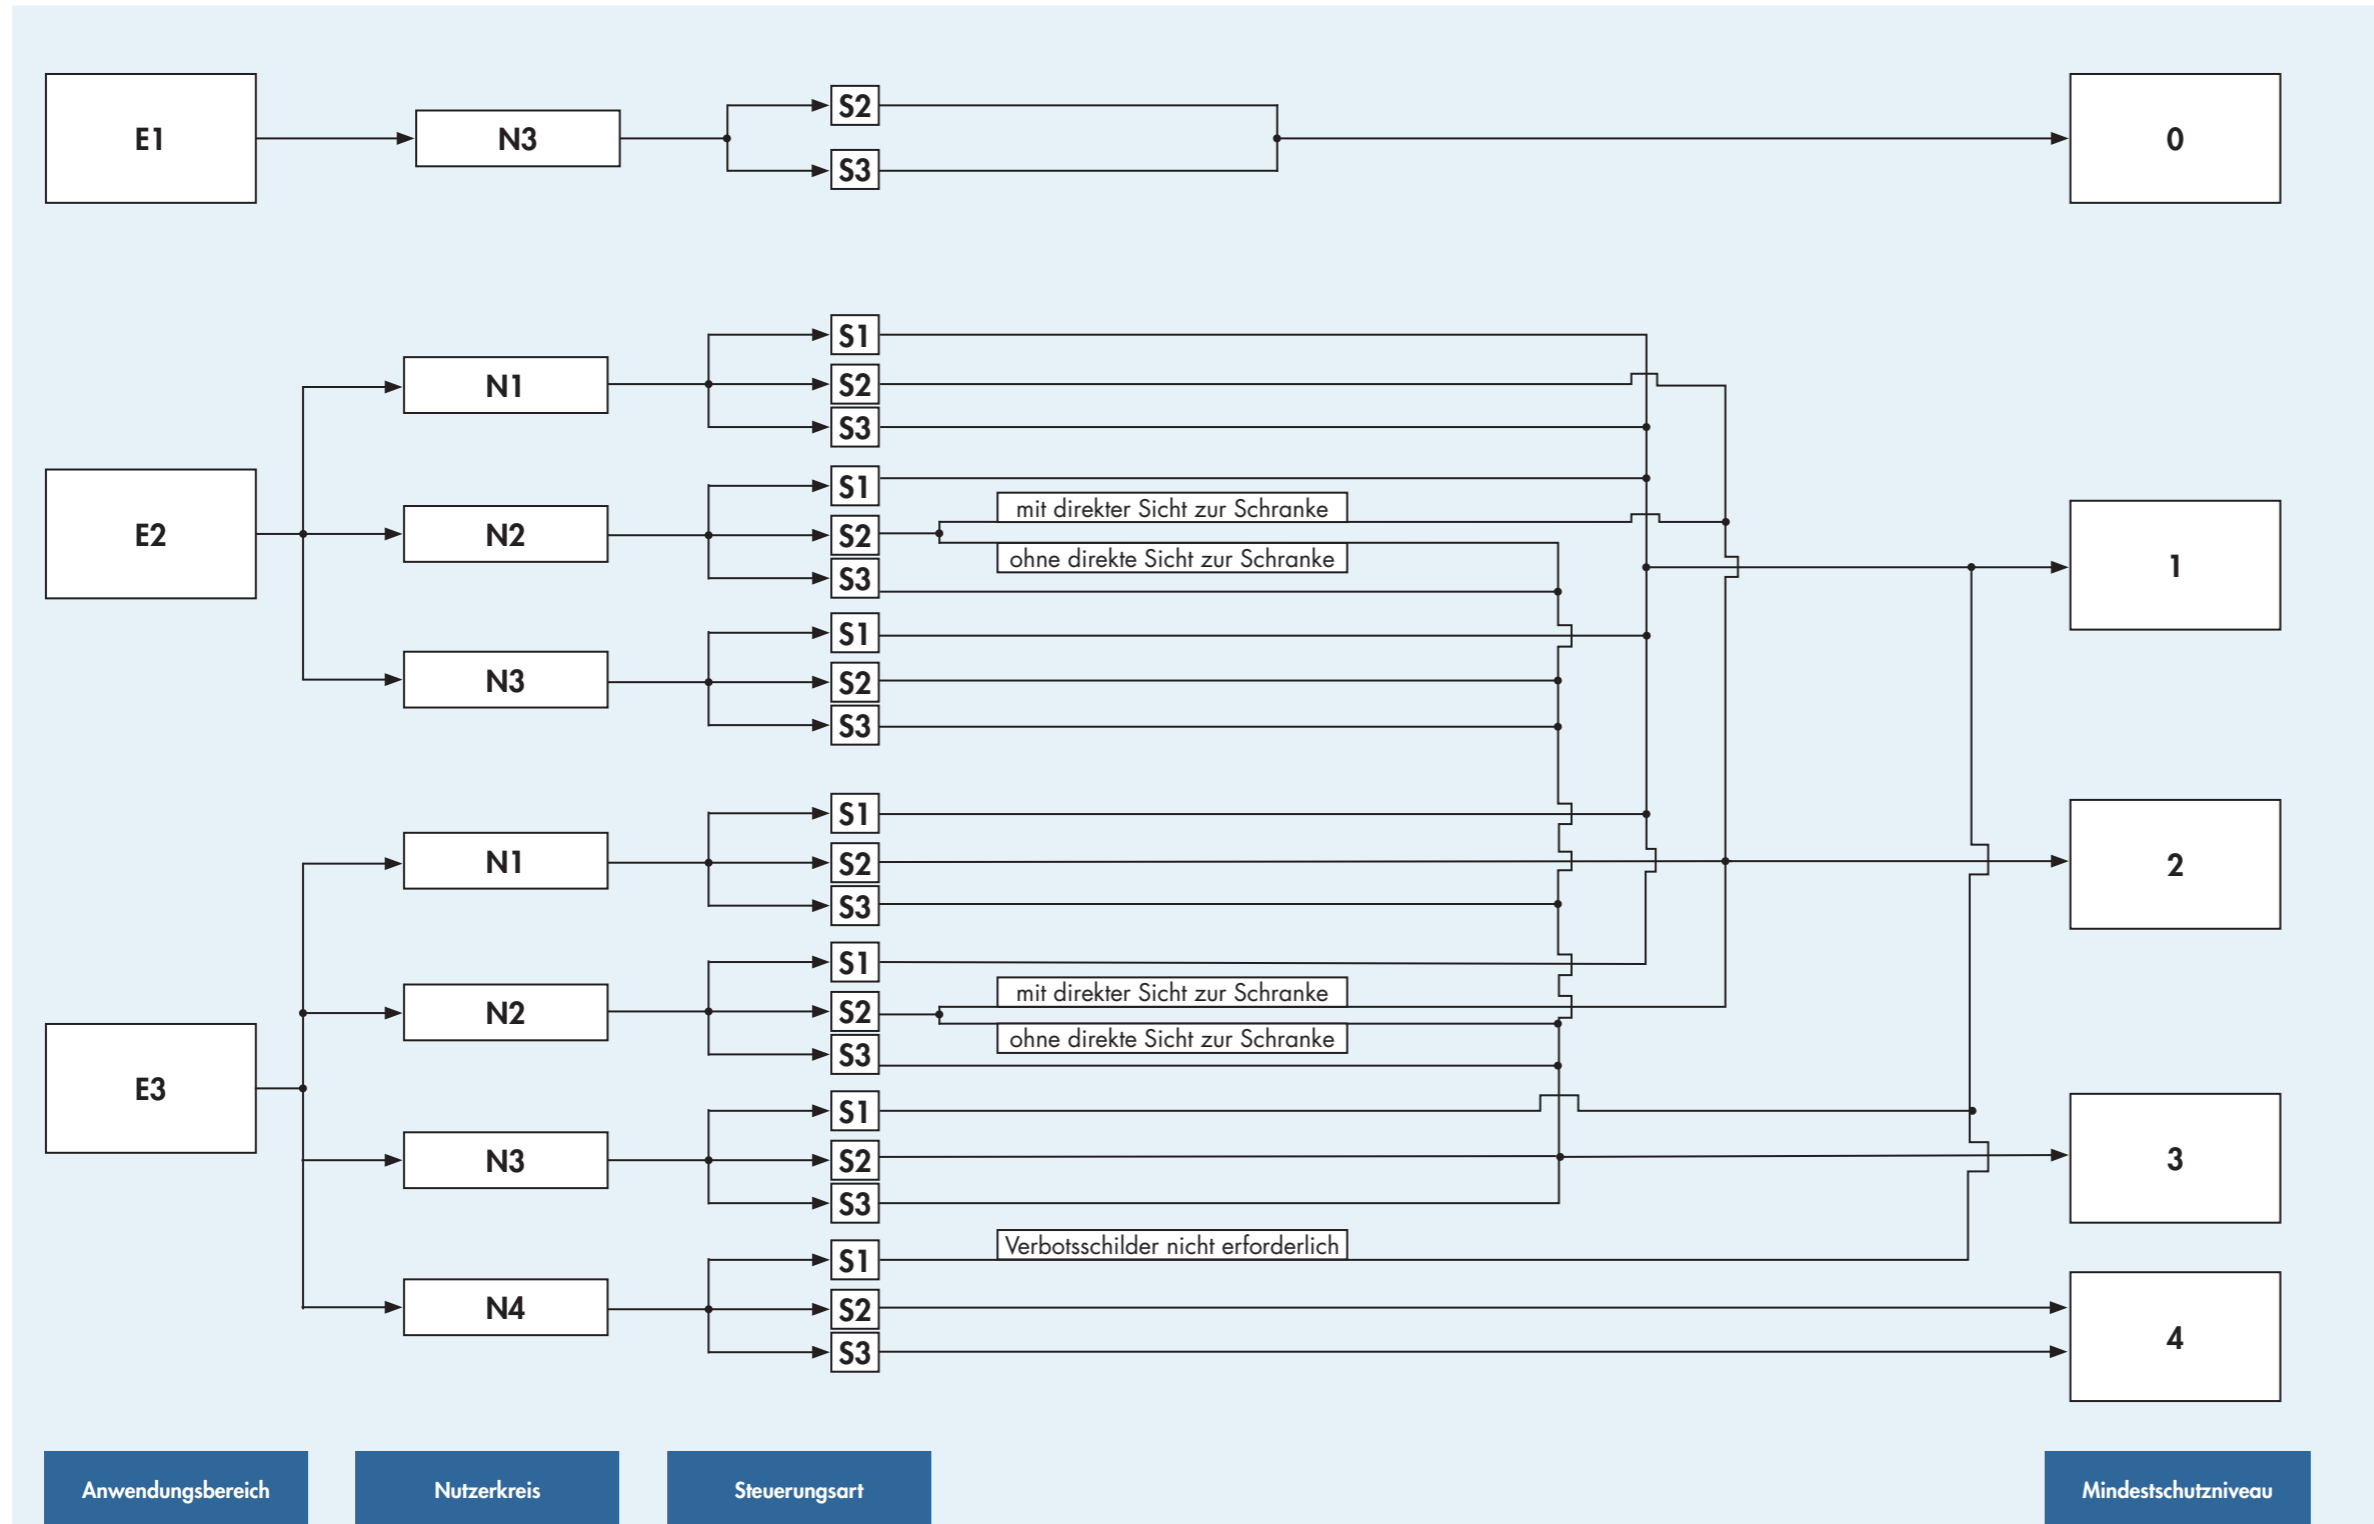 E1
N3
S2
S3
0
E2
N1
S1
S2
S3
N2
S1
S2
mit direkter Sicht zur Schranke
ohne direkte Sicht zur Schranke
S3
N3
S1
S2
S3
1
E3
N1
S1
S2
S3
2
N2
S1
S2
mit direkter Sicht zur Schranke
ohne direkte Sicht zur Schranke
S3
N3
S1
S2
S3
3
N4
S1
Verbotsschilder nicht erforderlich
S2
S3
4
Anwendungsbereich
Nutzerkreis
Steuerungsart
Mindestschutzniveau